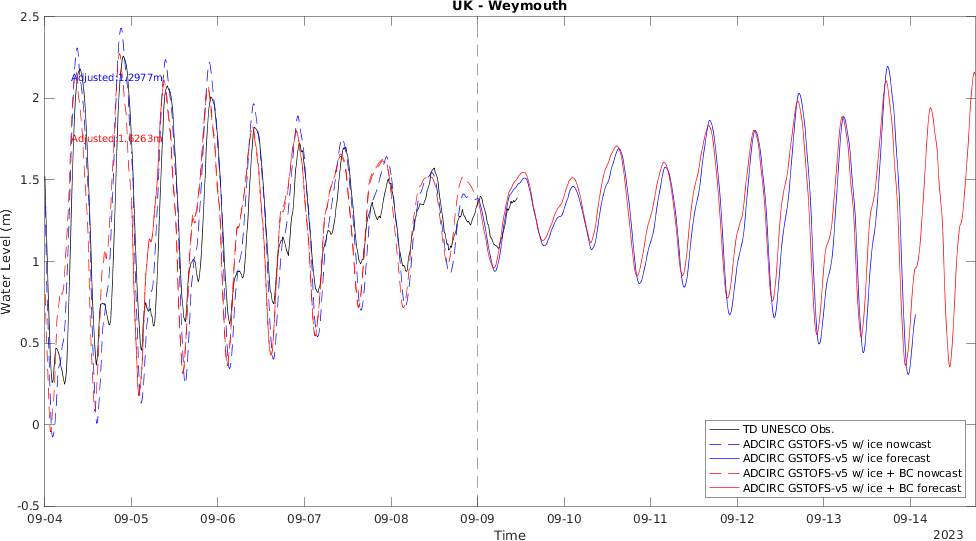 UK - Weymouth
2.5
2
1.5
1
0.5
0
-0.5
Water Level (m)
Adjusted:1.2977m
Adjusted:1.6263m
TD UNESCO Obs.
ADCIRC GSTOFS-v5 w/ ice nowcast
ADCIRC GSTOFS-v5 w/ ice forecast
ADCIRC GSTOFS-v5 w/ ice + BC nowcast
ADCIRC GSTOFS-v5 w/ ice + BC forecast
09-04 09-05 09-06 09-07 09-08 09-09 09-10 09-11 09-12 09-13 09-14
Time
2023